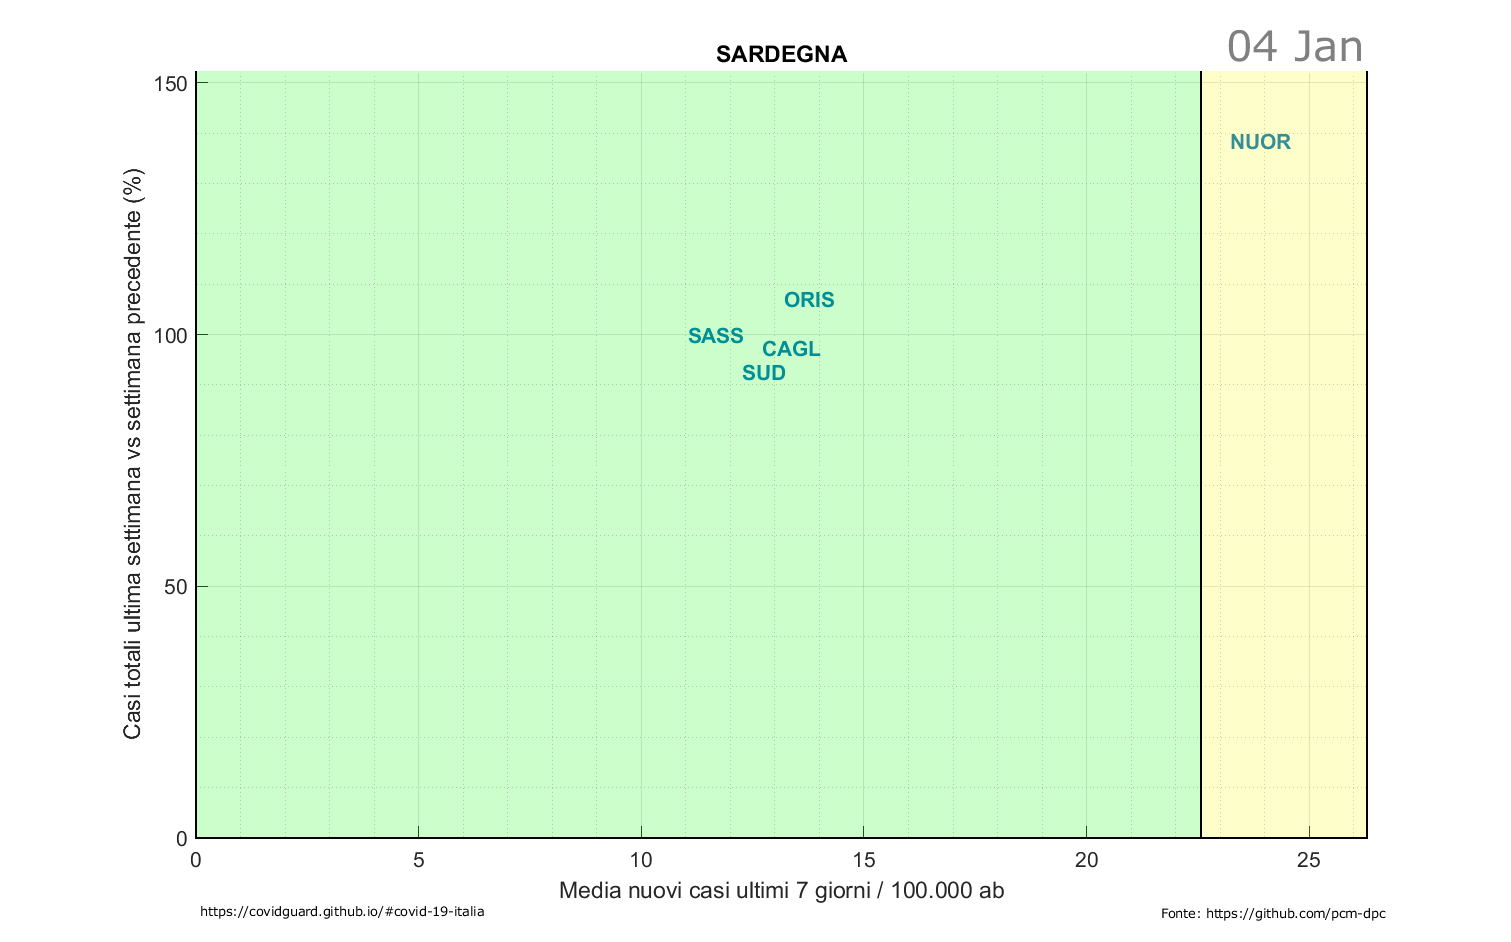 04 Jan
SARDEGNA
Casi totali ultima settimana vs settimana precedente (%)
150
100
50
0
NUOR
ORIS
SASS
CAGL
SUD
0 5 10 15 20 25
Media nuovi casi ultimi 7 giorni / 100.000 ab
https://covidguard.github.io/#covid-19-italia
Fonte: https://github.com/pcm-dpc